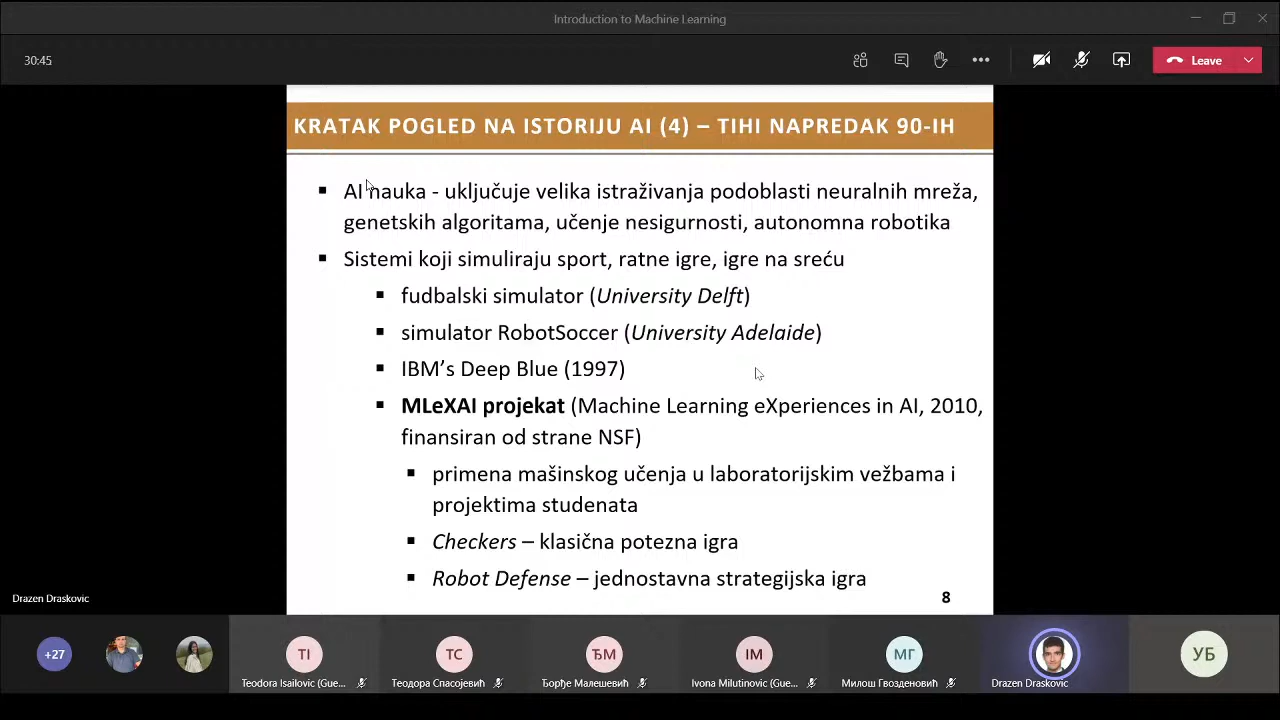 Introduction to Machine Learning
30:45
Leave
KRATAK POGLED NA ISTORIJU AI (4) – TIHI NAPREDAK 90-IH
▪ AI nauka - uključuje velika istraživanja podoblasti neuralnih mreža,
genetskih algoritama, učenje nesigurnosti, autonomna robotika
▪ Sistemi koji simuliraju sport, ratne igre, igre na sreću
▪ fudbalski simulator (University Delft)
▪ simulator RobotSoccer (University Adelaide)
▪ IBM’s Deep Blue (1997)
▪ MLeXAI projekat (Machine Learning eXperiences in AI, 2010,
finansiran od strane NSF)
▪ primena mašinskog učenja u laboratorijskim vežbama i
projektima studenata
▪ Checkers – klasična potezna igra
▪ Robot Defense – jednostavna strategijska igra
8
Drazen Draskovic
+27
TI
TC
ЂM
IM
МГ
УБ
Teodora Isailovic (Gue...
Теодора Спасојевић
Ђорђе Малешевић
Ivona Milutinovic (Gue...
Милош Гвозденовић
Drazen Draskovic